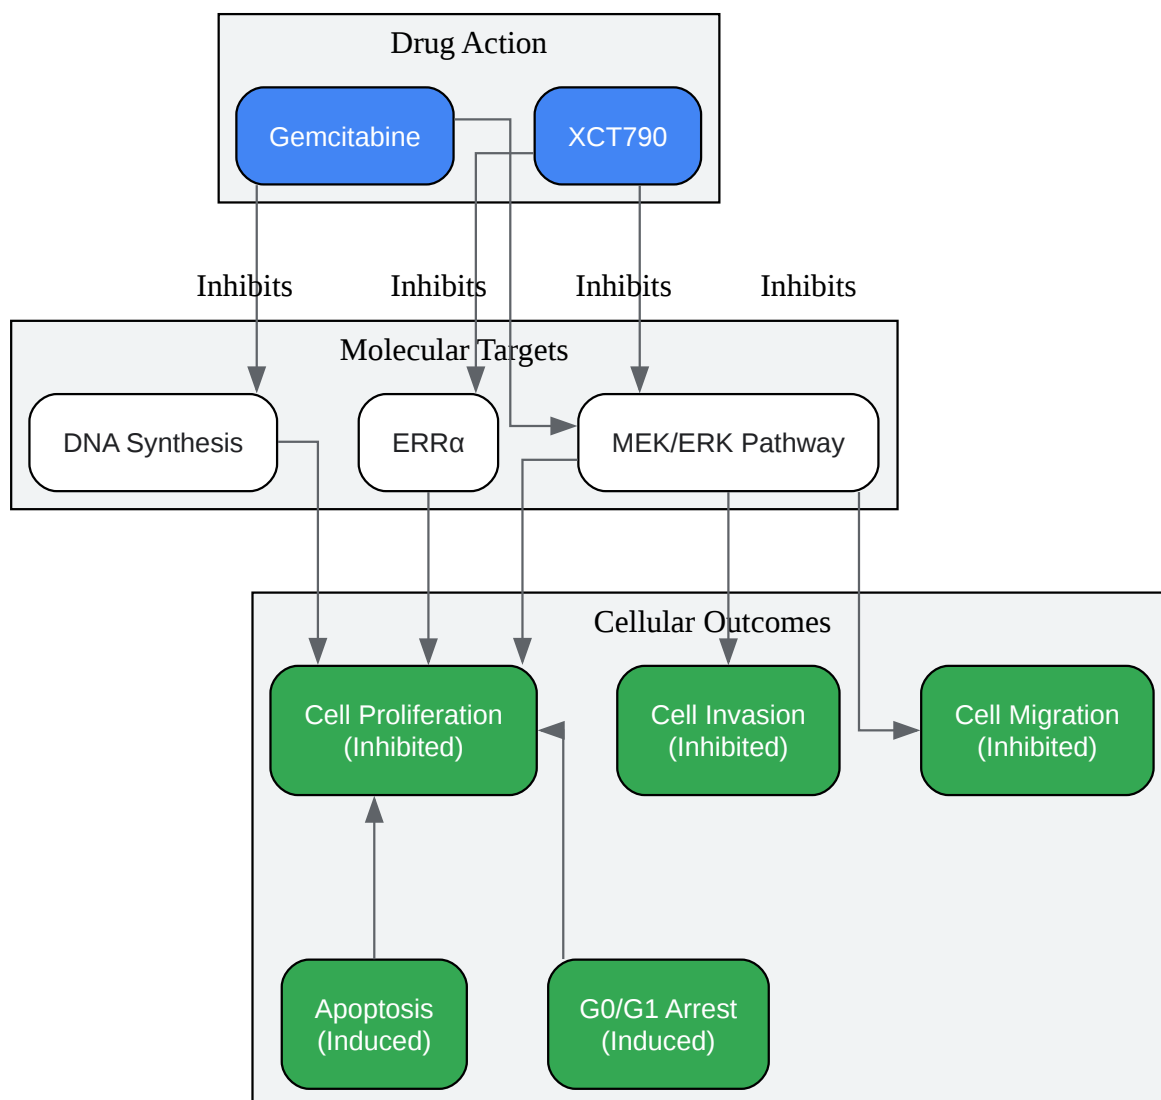 Drug Action
Gemcitabine
XCT790
Inhibits
Inhibits
Inhibits
Inhibits
Molecular Targets
DNA Synthesis
ERRα
MEK/ERK Pathway
Cellular Outcomes
Cell Proliferation
(Inhibited)
Cell Invasion
(Inhibited)
Cell Migration
(Inhibited)
Apoptosis
(Induced)
G0/G1 Arrest
(Induced)